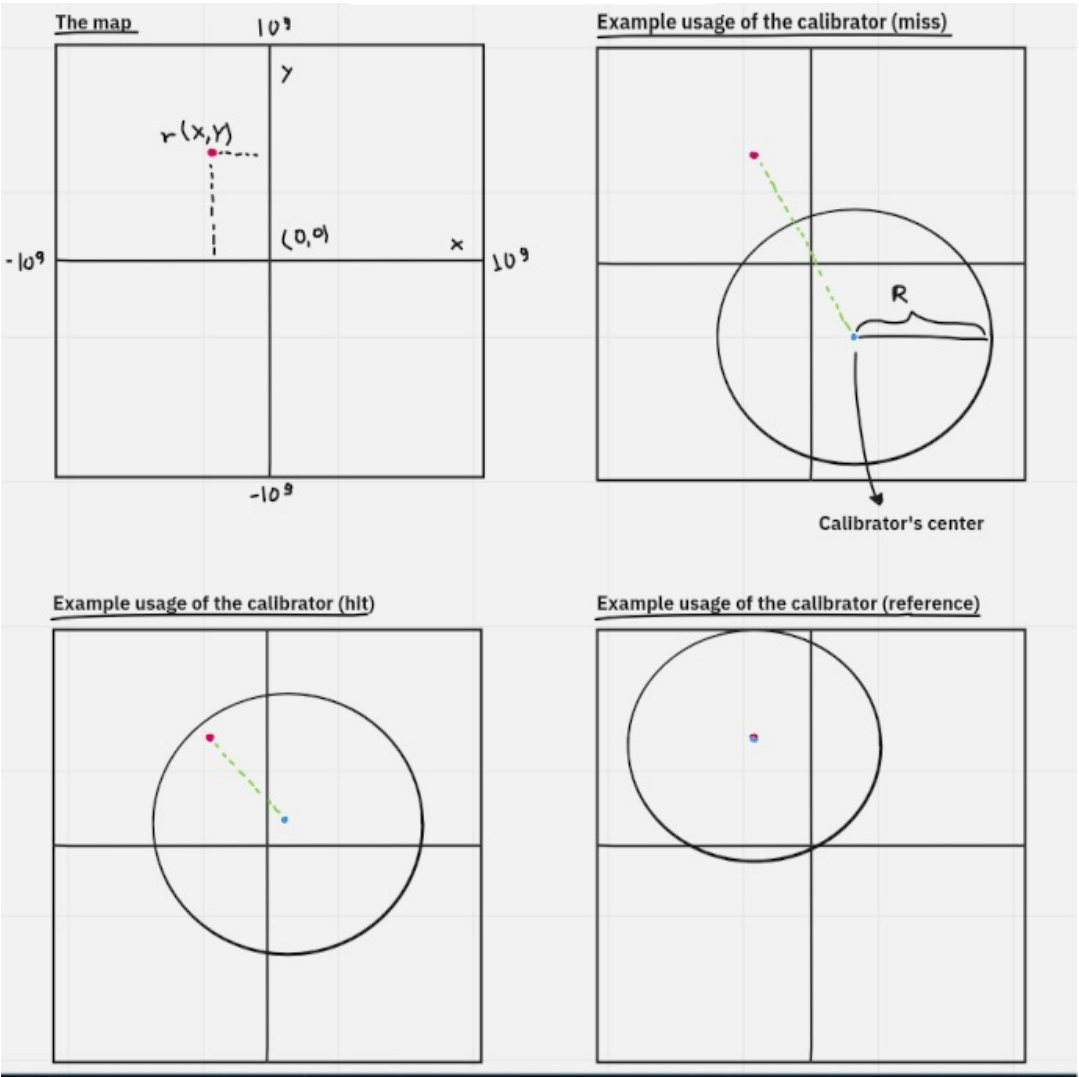 The map
10⁹
y
r(x,y)
(0,0)
x
-10⁹
10⁹
-10⁹
Example usage of the calibrator (miss)
R
Calibrator's center
Example usage of the calibrator (hit)
Example usage of the calibrator (reference)